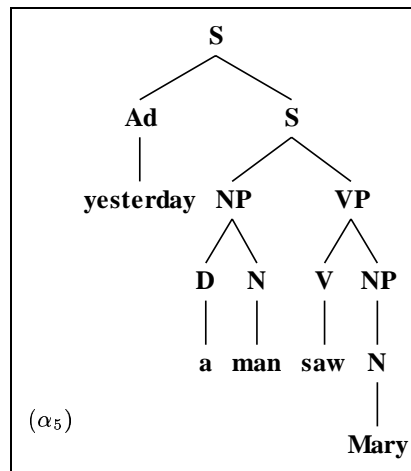 S
Ad S
yesterday NP VP
D N V NP
a man saw N
(α₅)
Mary